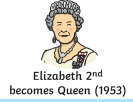 Elizabeth 2nd
becomes Queen (1953)